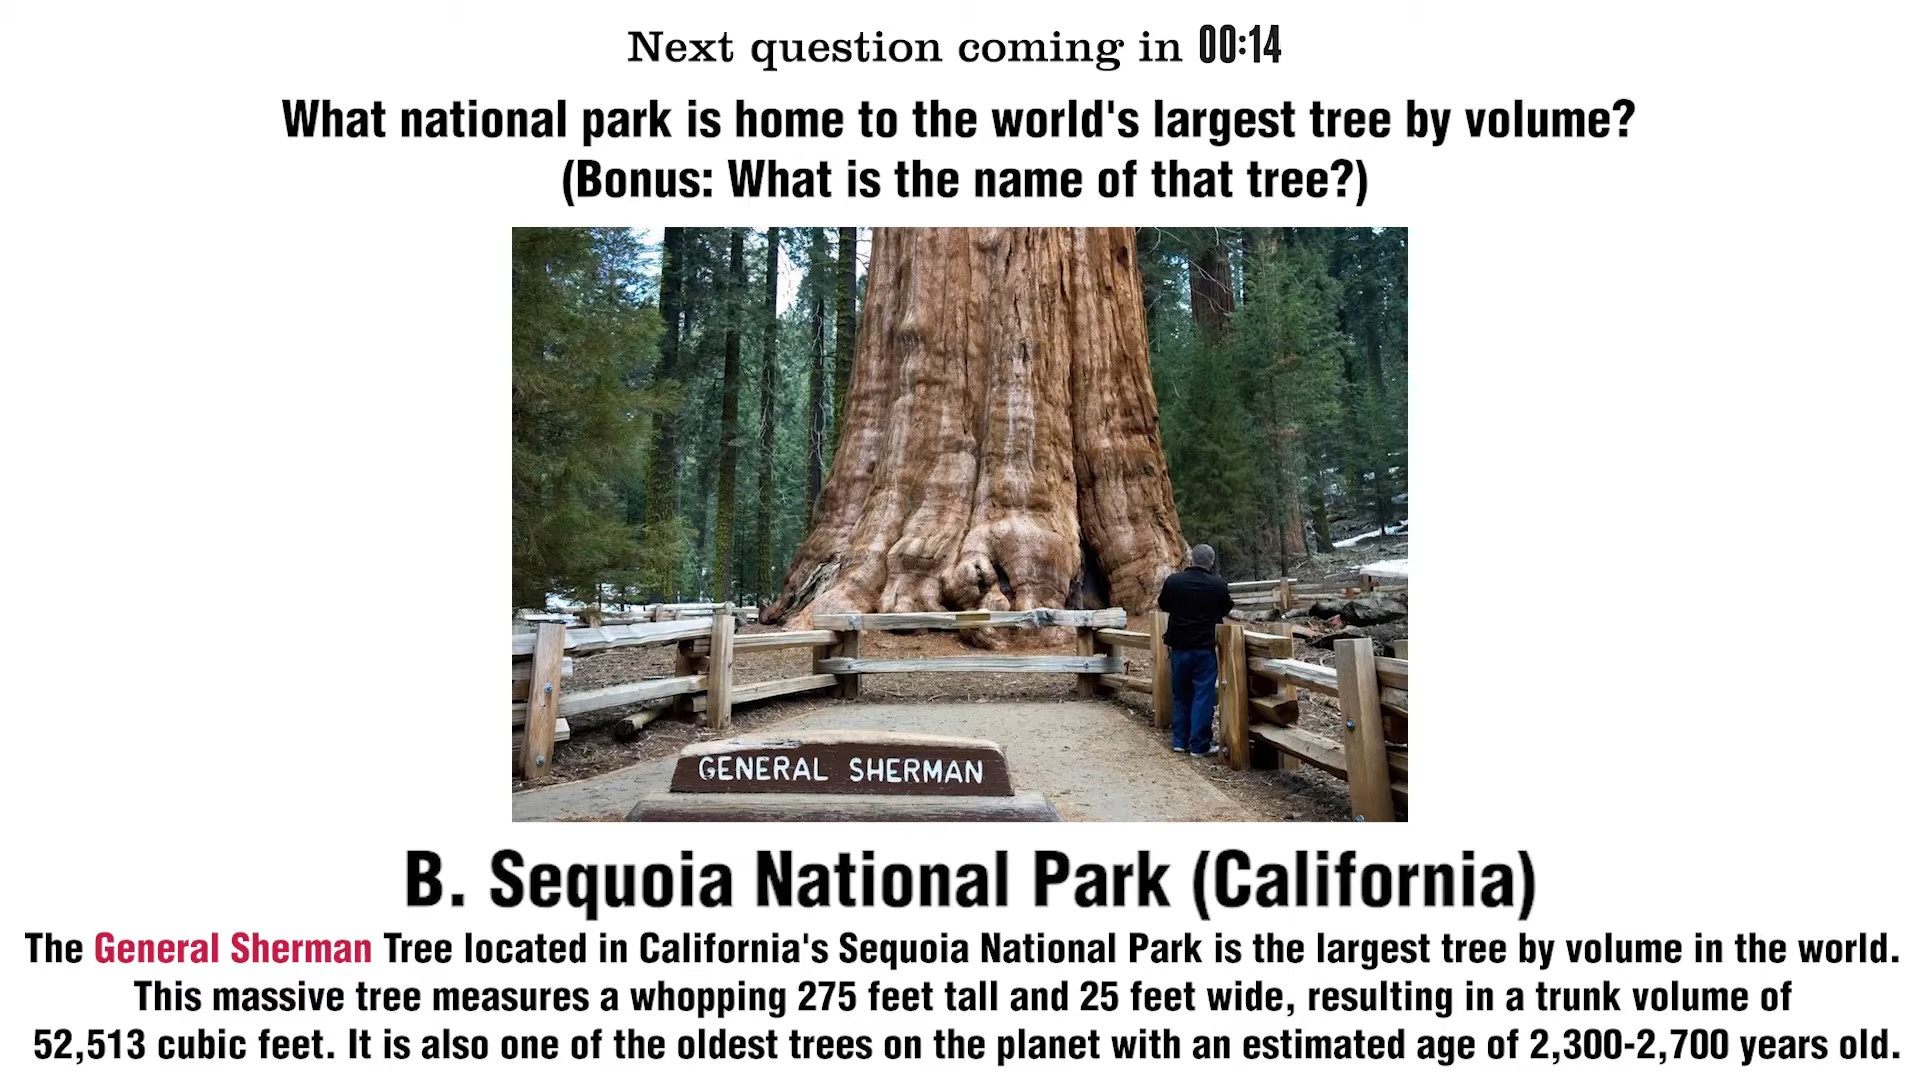 Next question coming in 00:14
What national park is home to the world's largest tree by volume?
(Bonus: What is the name of that tree?)
GENERAL SHERMAN
B. Sequoia National Park (California)
The General Sherman Tree located in California's Sequoia National Park is the largest tree by volume in the world.
This massive tree measures a whopping 275 feet tall and 25 feet wide, resulting in a trunk volume of
52,513 cubic feet. It is also one of the oldest trees on the planet with an estimated age of 2,300-2,700 years old.